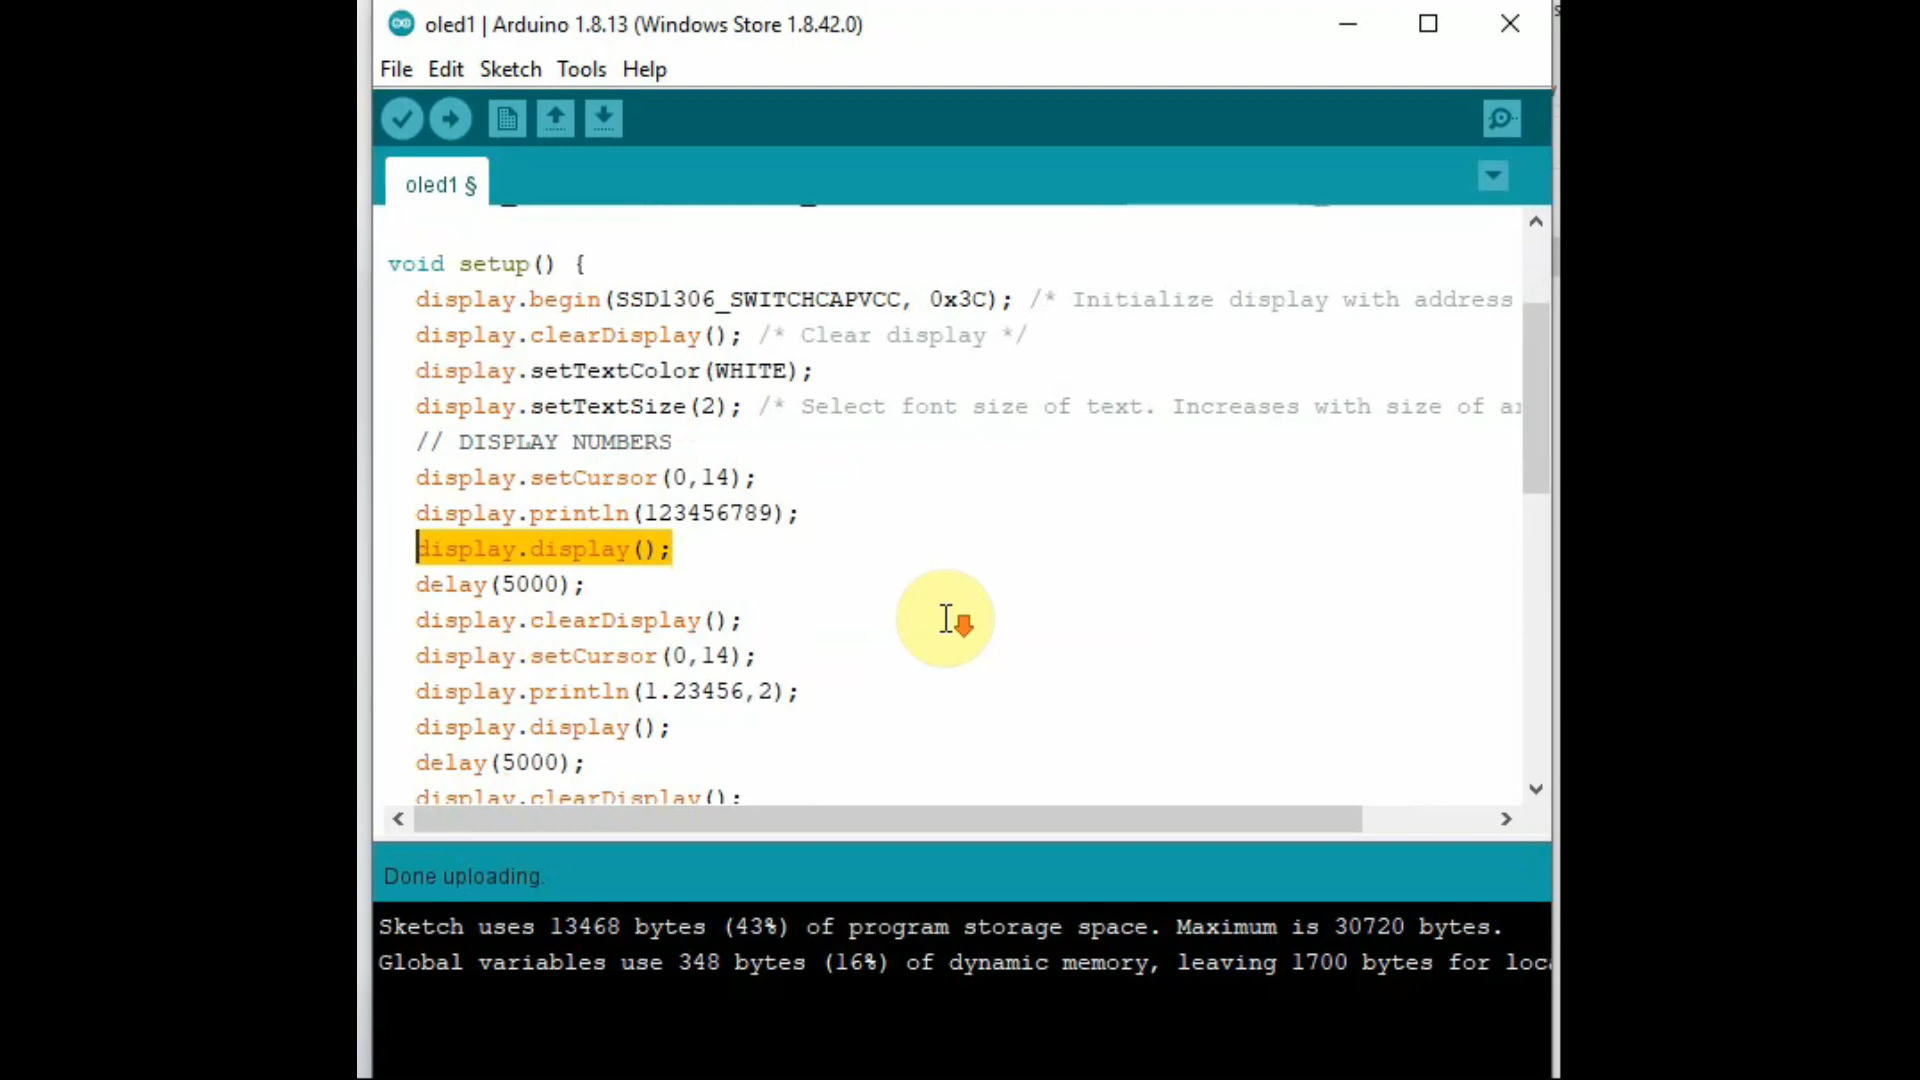 oled1 | Arduino 1.8.13 (Windows Store 1.8.42.0)
File Edit Sketch Tools Help
oled1 §
void setup() {
display.begin(SSD1306_SWITCHCAPVCC, 0x3C); /* Initialize display with address
display.clearDisplay(); /* Clear display */
display.setTextColor(WHITE);
display.setTextSize(2); /* Select font size of text. Increases with size of
// DISPLAY NUMBERS
display.setCursor(0,14);
display.println(123456789);
display.display();
delay(5000);
display.clearDisplay();
display.setCursor(0,14);
display.println(1.23456,2);
display.display();
delay(5000);
display.clearDisplay();
Done uploading.
Sketch uses 13468 bytes (43%) of program storage space. Maximum is 30720 bytes.
Global variables use 348 bytes (16%) of dynamic memory, leaving 1700 bytes for